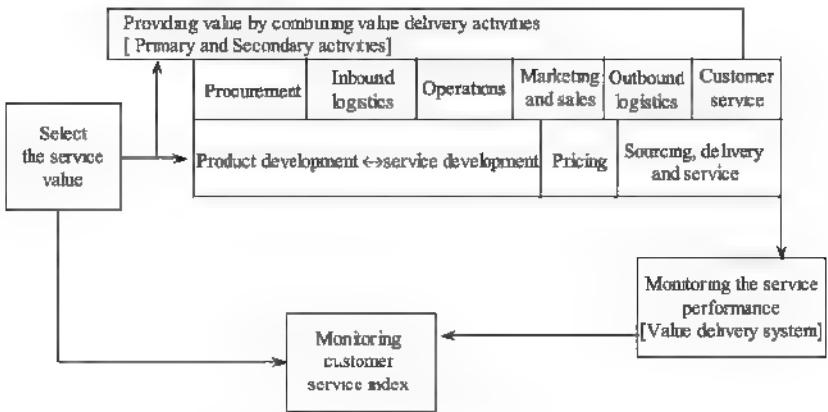 Providing value by combining value delivery activities
[ Primary and Secondary activities]
Procurement
Inbound
logistics
Operations
Marketing
and sales
Outbound
logistics
Customer
service
Select
the service
value
Product development ↔service development
Pricing
Sourcing, delivery
and service
Monitoring the service
performance
[Value delivery system]
Monitoring
customer
service index